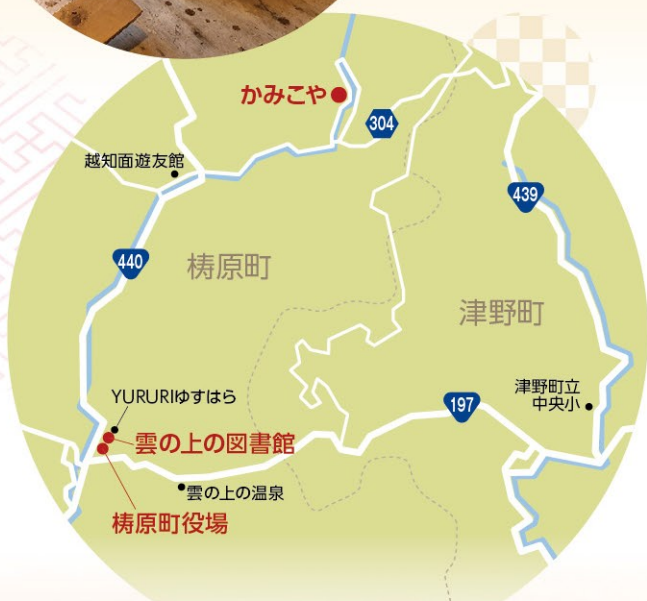 かみこや
304
越知面遊友館
439
440
梼原町
津野町
YURURIゆすはら
197
津野町立
中央小
雲の上の図書館
雲の上の温泉
梼原町役場